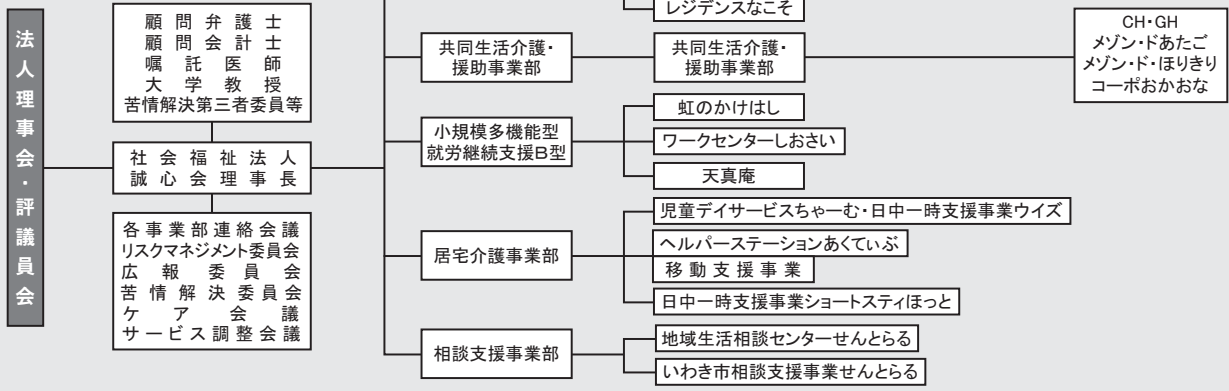 法人理事会・評議員会
顧問弁護士
顧問会計士
嘱託医師
大学教授
苦情解決第三者委員等
社会福祉法人
誠心会理事長
各事業部連絡会議
リスクマネジメント委員会
広報委員会
苦情解決委員会
ケア会議
サービス調整会議
レジデンスなこそ
共同生活介護・
援助事業部
共同生活介護・
援助事業部
CH・GH
メゾン・ドあたご
メゾン・ド・ほりきり
コーポおかおな
小規模多機能型
就労継続支援B型
虹のかけはし
ワークセンターしおさい
天真庵
居宅介護事業部
児童デイサービスちゃーむ・日中一時支援事業ウイズ
ヘルパーステーションあくてぃぶ
移動支援事業
日中一時支援事業ショートスティほっと
相談支援事業部
地域生活相談センターせんとらる
いわき市相談支援事業せんとらる